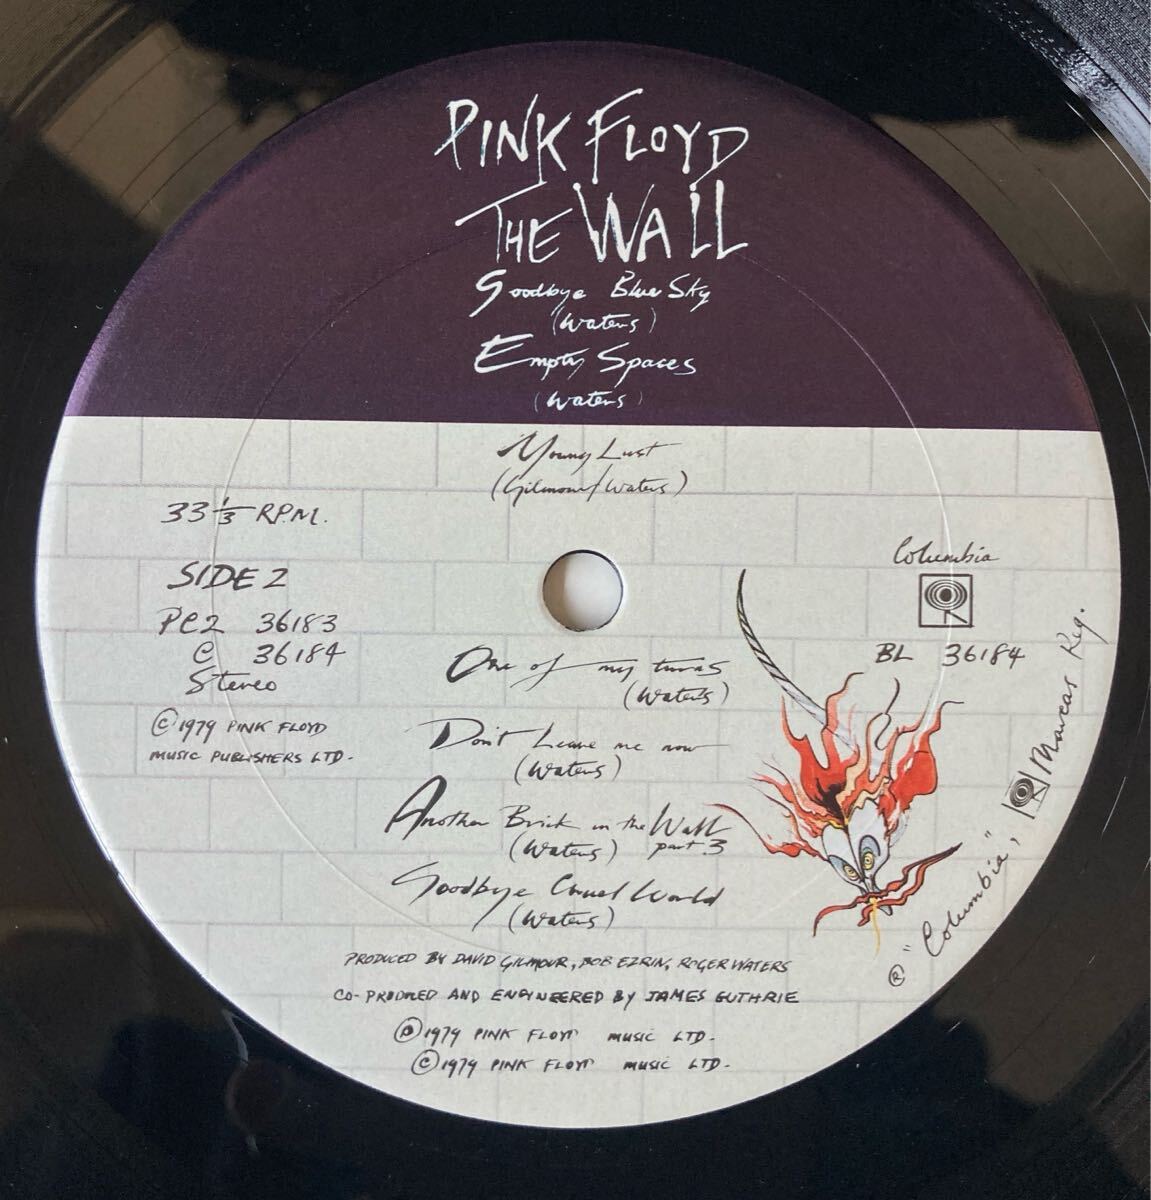 PINK FLOYD
THE WALL
Goodbye Blue Sky
(Waters)
Empty Spaces
(Waters)
Young Lust
(Gilmour/Waters)
33 1/3 R.P.M.
SIDE 2
PC2 36183
C 36184
Stereo
© 1979 PINK FLOYD
MUSIC PUBLISHERS LTD.
Columbia
BL 36184
One of my turns
(Waters)
Don't Leave me now
(Waters)
Another Brick in the Wall
part 3
(Waters)
Goodbye Cruel World
(Waters)
PRODUCED BY DAVID GILMOUR, BOB EZRIN, ROGER WATERS
CO-PRODUCED AND ENGINEERED BY JAMES GUTHRIE
℗ 1979 PINK FLOYD MUSIC LTD.
© 1979 PINK FLOYD MUSIC LTD.
® "Columbia", Marcas Reg.